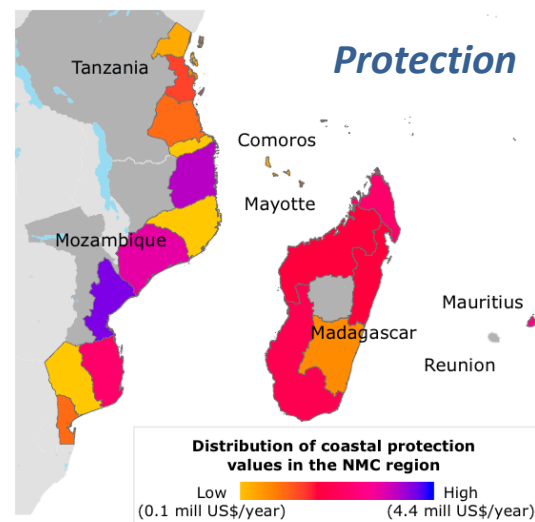 Protection
Tanzania
Comoros
Mayotte
Mozambique
Mauritius
Madagascar
Reunion
Distribution of coastal protection
values in the NMC region
Low
High
(0.1 mill US$/year)
(4.4 mill US$/year)